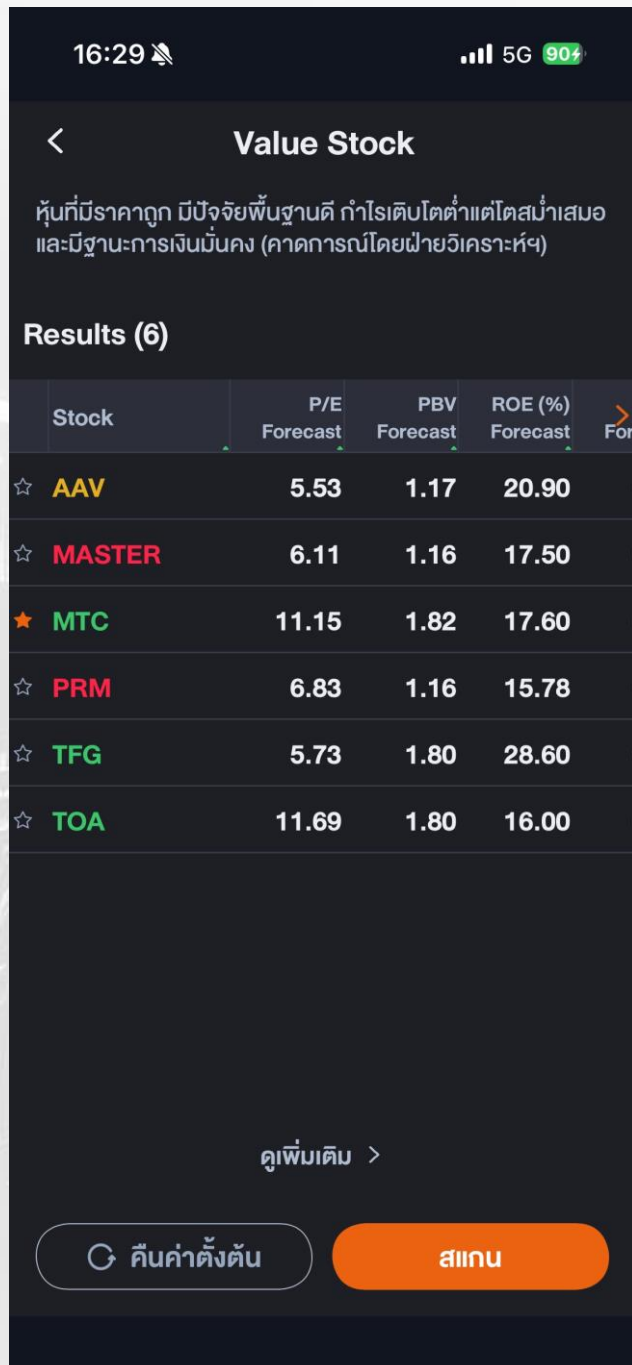 16:29
5G 90
Value Stock
หุ้นที่มีราคาถูก มีปัจจัยพื้นฐานดี กำไรเติบโตต่ำแต่โตสม่ำเสมอ
และมีฐานะการเงินมั่นคง (คาดการณ์โดยฝ่ายวิเคราะห์ฯ)
Results (6)
Stock P/E Forecast PBV Forecast ROE (%) Forecast For
AAV 5.53 1.17 20.90
MASTER 6.11 1.16 17.50
MTC 11.15 1.82 17.60
PRM 6.83 1.16 15.78
TFG 5.73 1.80 28.60
TOA 11.69 1.80 16.00
ดูเพิ่มเติม >
คืนค่าตั้งต้น
สแกน